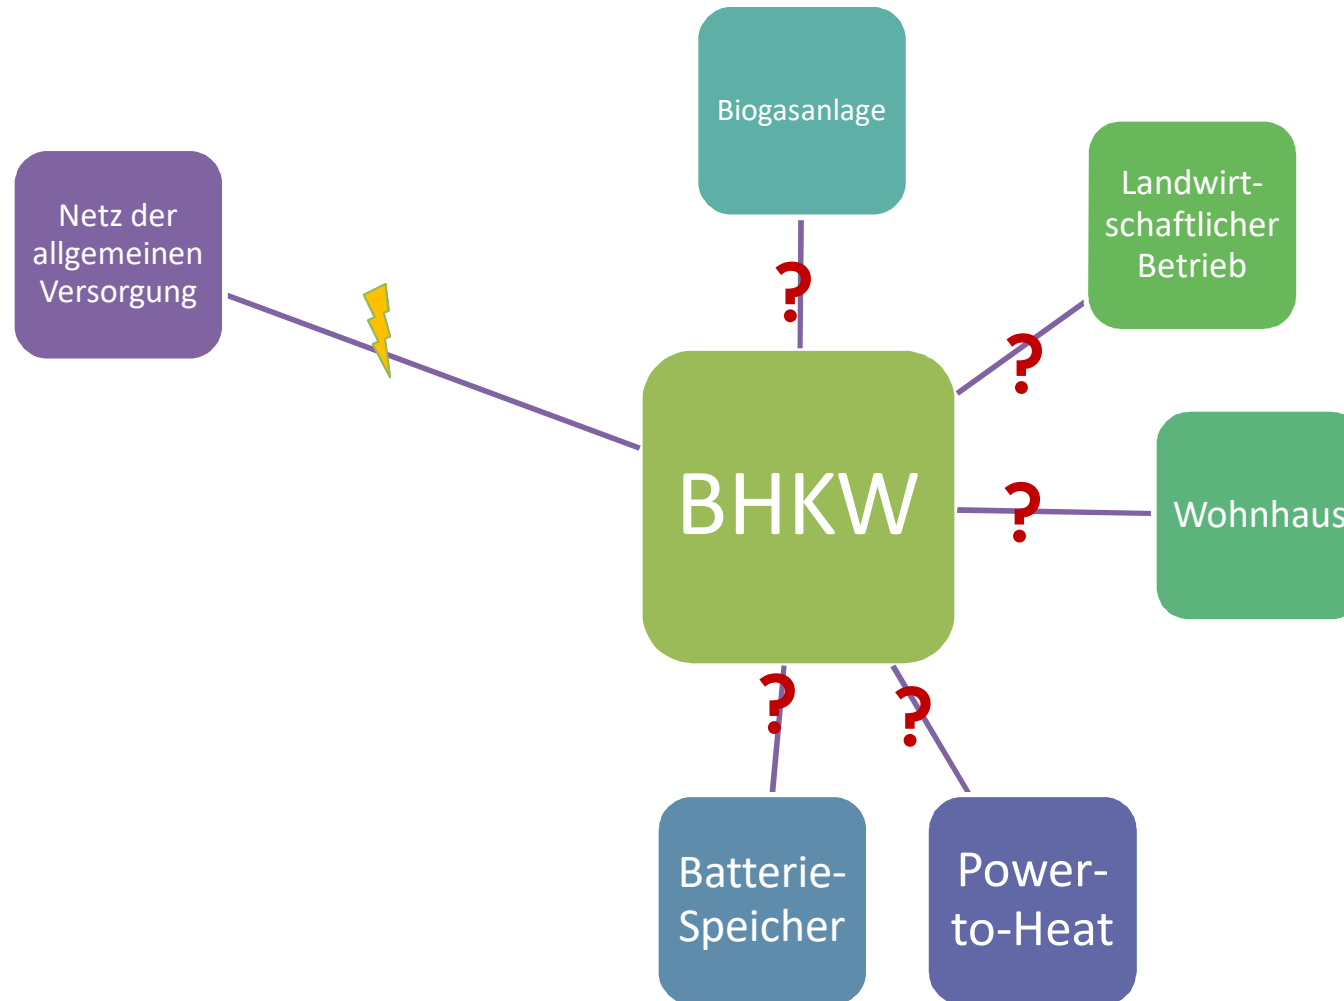 Biogasanlage
Netz der
allgemeinen
Versorgung
Landwirt-
schaftlicher
Betrieb
?
?
BHKW
?
Wohnhaus
?
?
Batterie-
Speicher
Power-
to-Heat